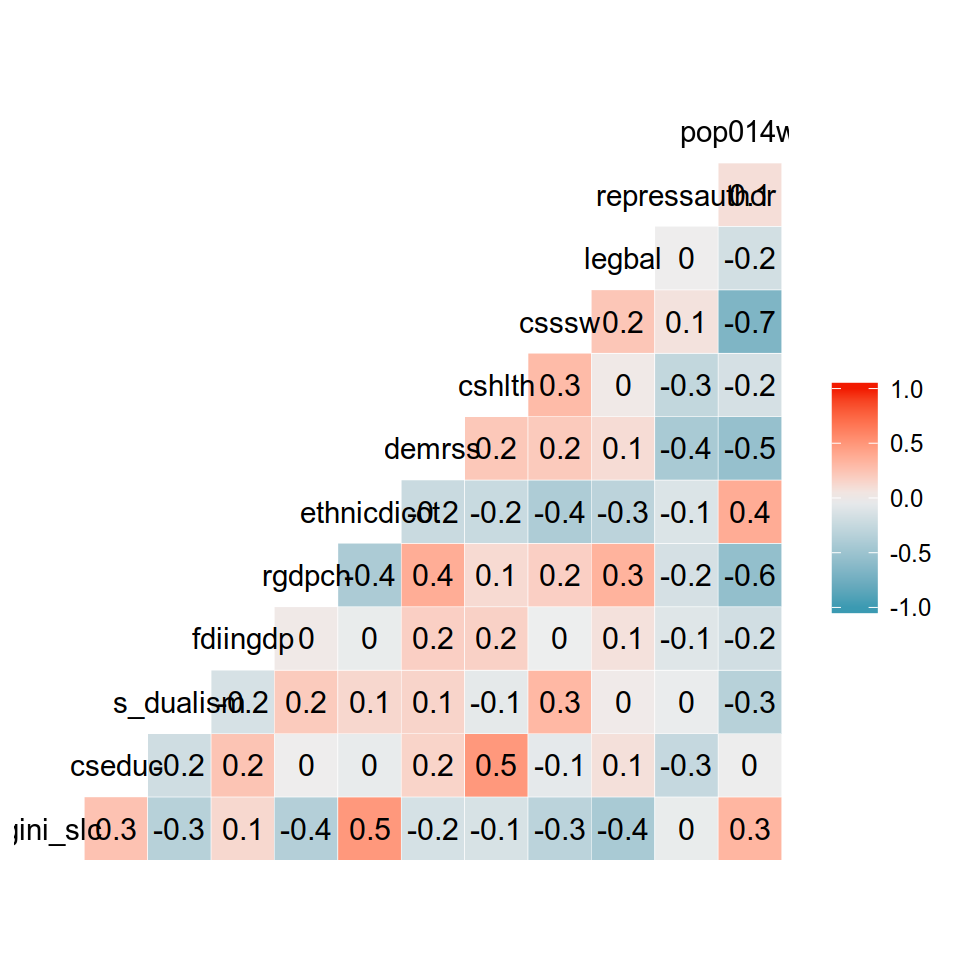 pop014w
repressauthor 0.1
legbal 0 -0.2
csssw 0.2 0.1 -0.7
cshlth 0.3 0 -0.3 -0.2
demrss 0.2 0.2 0.1 -0.4 -0.5
ethnicdicot -0.2 -0.2 -0.4 -0.3 -0.1 0.4
rgdpch -0.4 0.4 0.1 0.2 0.3 -0.2 -0.6
fdiingdp 0 0 0.2 0.2 0 0.1 -0.1 -0.2
s_dualism -0.2 0.2 0.1 0.1 -0.1 0.3 0 0 -0.3
cseduc -0.2 0.2 0 0 0.2 0.5 -0.1 0.1 -0.3 0
gini_slc 0.3 -0.3 0.1 -0.4 0.5 -0.2 -0.1 -0.3 -0.4 0 0.3
1.0
0.5
0.0
-0.5
-1.0